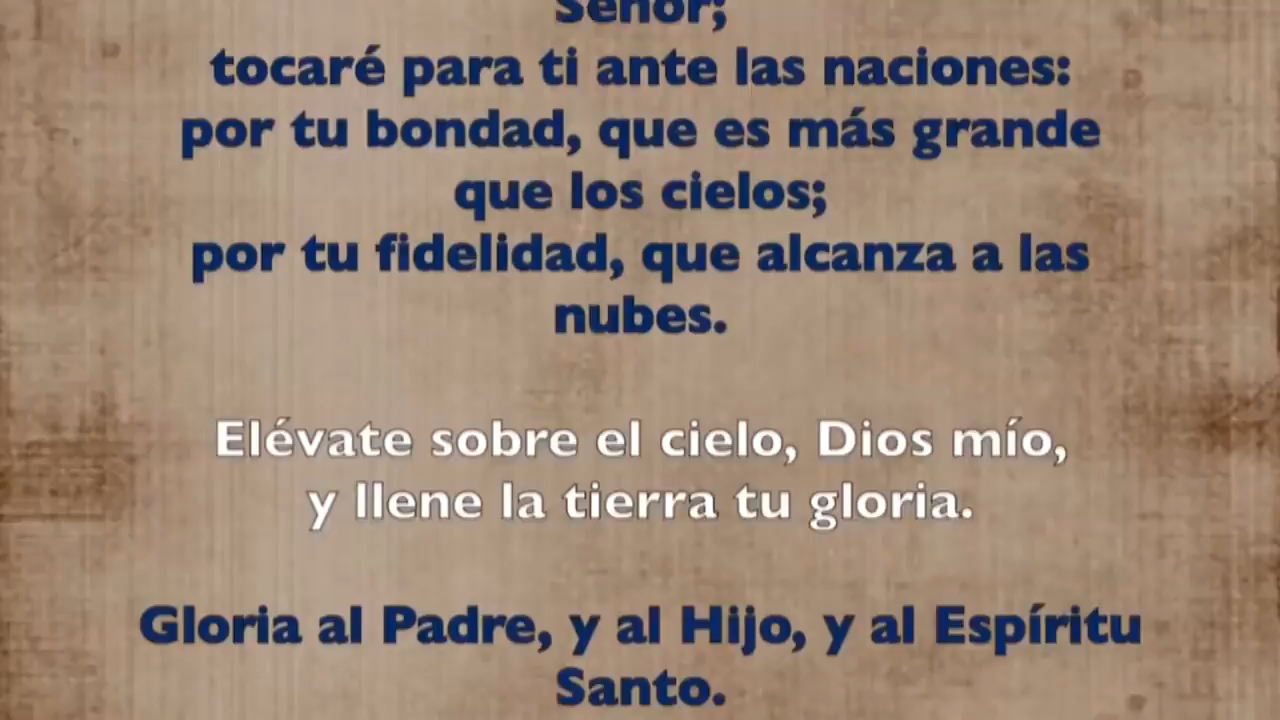 Señor;
tocaré para ti ante las naciones:
por tu bondad, que es más grande
que los cielos;
por tu fidelidad, que alcanza a las
nubes.
Elévate sobre el cielo, Dios mío,
y llene la tierra tu gloria.
Gloria al Padre, y al Hijo, y al Espíritu
Santo.